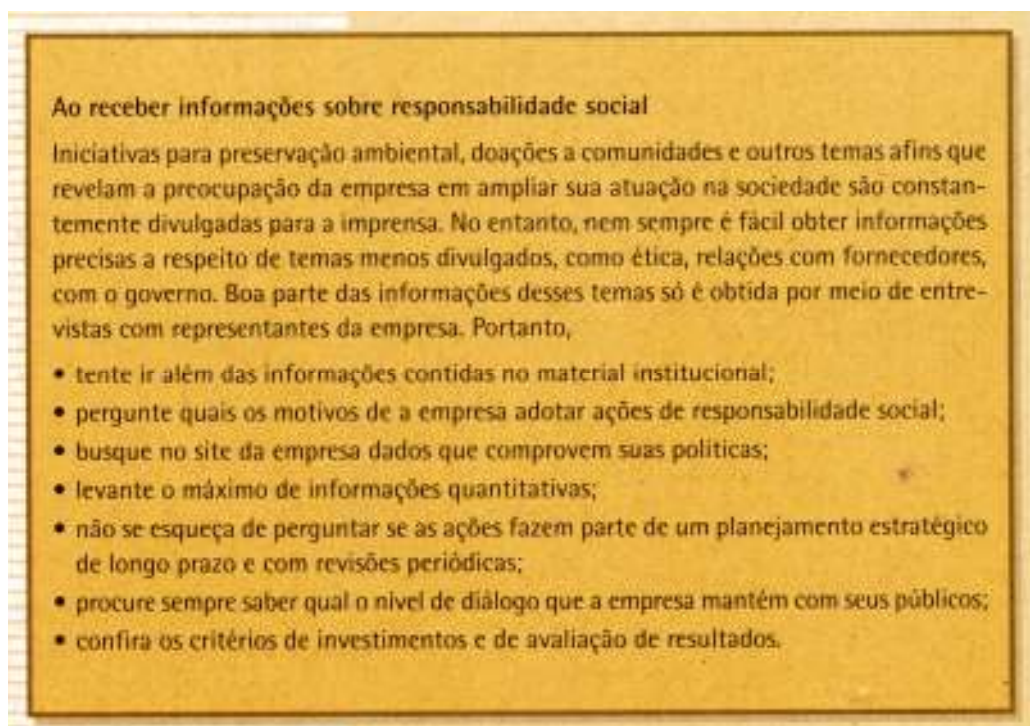 Ao receber informações sobre responsabilidade social
Iniciativas para preservação ambiental, doações a comunidades e outros temas afins que
revelam a preocupação da empresa em ampliar sua atuação na sociedade são constan-
temente divulgadas para a imprensa. No entanto, nem sempre é fácil obter informações
precisas a respeito de temas menos divulgados, como ética, relações com fornecedores,
com o governo. Boa parte das informações desses temas só é obtida por meio de entre-
vistas com representantes da empresa. Portanto,
• tente ir além das informações contidas no material institucional;
• pergunte quais os motivos de a empresa adotar ações de responsabilidade social;
• busque no site da empresa dados que comprovem suas políticas;
• levante o máximo de informações quantitativas;
• não se esqueça de perguntar se as ações fazem parte de um planejamento estratégico
de longo prazo e com revisões periódicas;
• procure sempre saber qual o nível de diálogo que a empresa mantém com seus públicos;
• confira os critérios de investimentos e de avaliação de resultados.